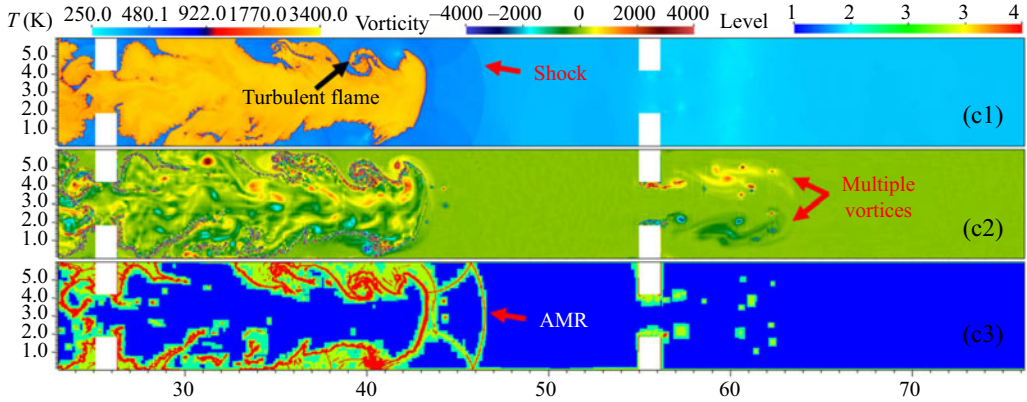 T (K) 250.0 480.1 922.0 1770.0 3400.0 Vorticity −4000 −2000 0 2000 4000 Level 1 2 3 3 4
5.0
4.0
3.0
2.0
1.0
Turbulent flame
Shock
(c1)
5.0
4.0
3.0
2.0
1.0
Multiple
vortices
(c2)
5.0
4.0
3.0
2.0
1.0
AMR
(c3)
30 40 50 60 70